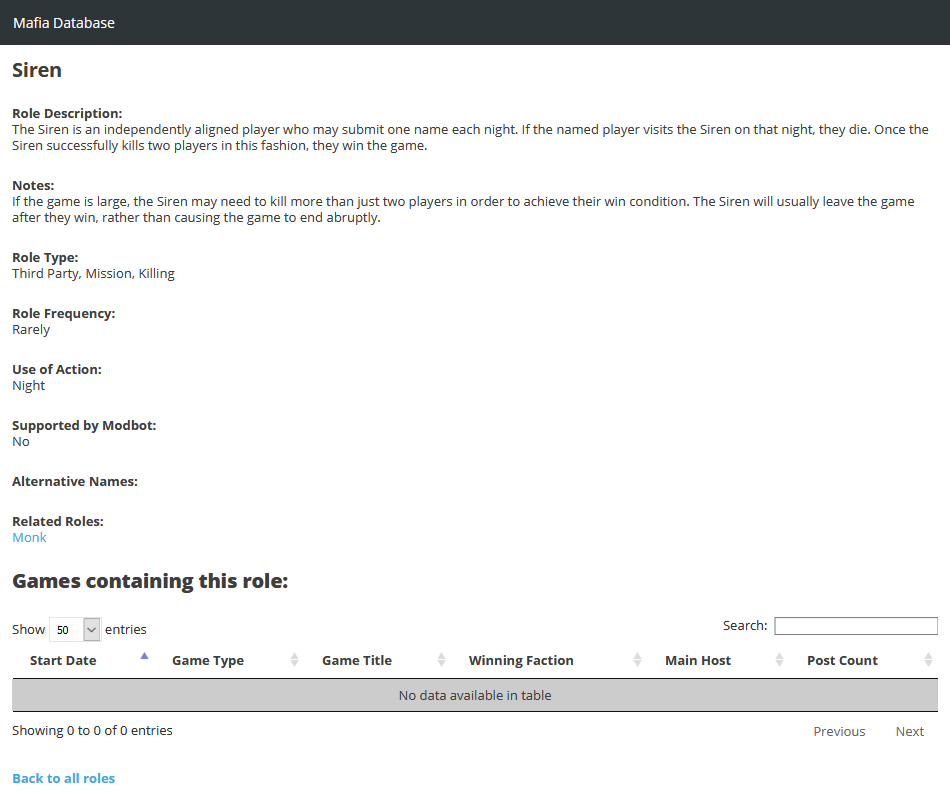 Mafia Database
Siren
Role Description:
The Siren is an independently aligned player who may submit one name each night. If the named player visits the Siren on that night, they die. Once the
Siren successfully kills two players in this fashion, they win the game.
Notes:
If the game is large, the Siren may need to kill more than just two players in order to achieve their win condition. The Siren will usually leave the game
after they win, rather than causing the game to end abruptly.
Role Type:
Third Party, Mission, Killing
Role Frequency:
Rarely
Use of Action:
Night
Supported by Modbot:
No
Alternative Names:
Related Roles:
Monk
Games containing this role:
Show 50 entries Search:
Start Date Game Type Game Title Winning Faction Main Host Post Count
No data available in table
Showing 0 to 0 of 0 entries Previous Next
Back to all roles